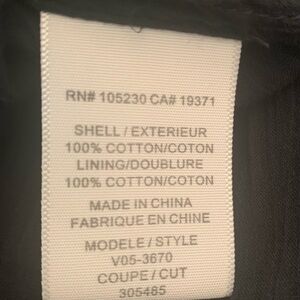 RN# 105230 CA# 19371
SHELL / EXTERIEUR
100% COTTON/COTON
LINING/DOUBLURE
100% COTTON/COTON
MADE IN CHINA
FABRIQUE EN CHINE
MODELE / STYLE
V05-3670
COUPE / CUT
305485